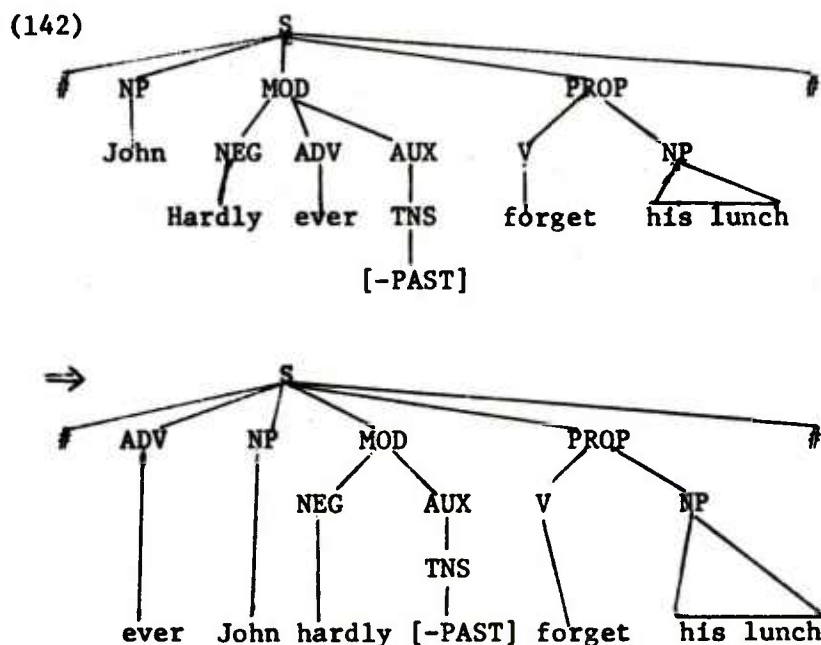 (142) S
# NP MOD PROP #
John NEG ADV AUX V NP
Hardly ever TNS forget his lunch
[-PAST]
⇒ S
# ADV NP MOD PROP #
NEG AUX V NP
TNS
ever John hardly [-PAST] forget his lunch